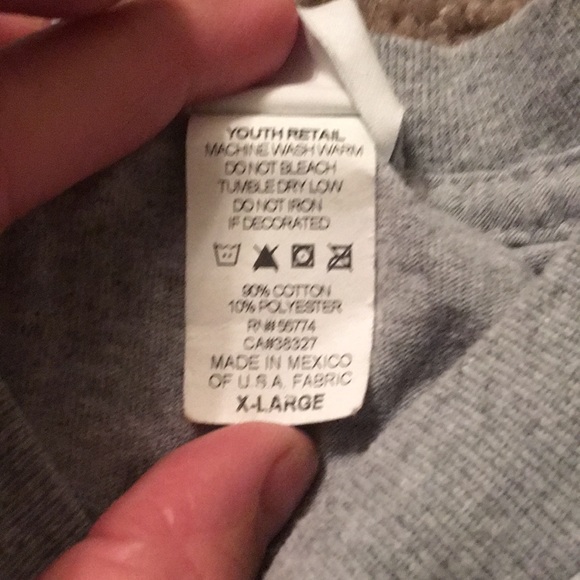 YOUTH RETAIL
MACHINE WASH WARM
DO NOT BLEACH
TUMBLE DRY LOW
DO NOT IRON
IF DECORATED
90% COTTON
10% POLYESTER
RN# 56774
CA#38327
MADE IN MEXICO
OF U.S.A. FABRIC
X-LARGE